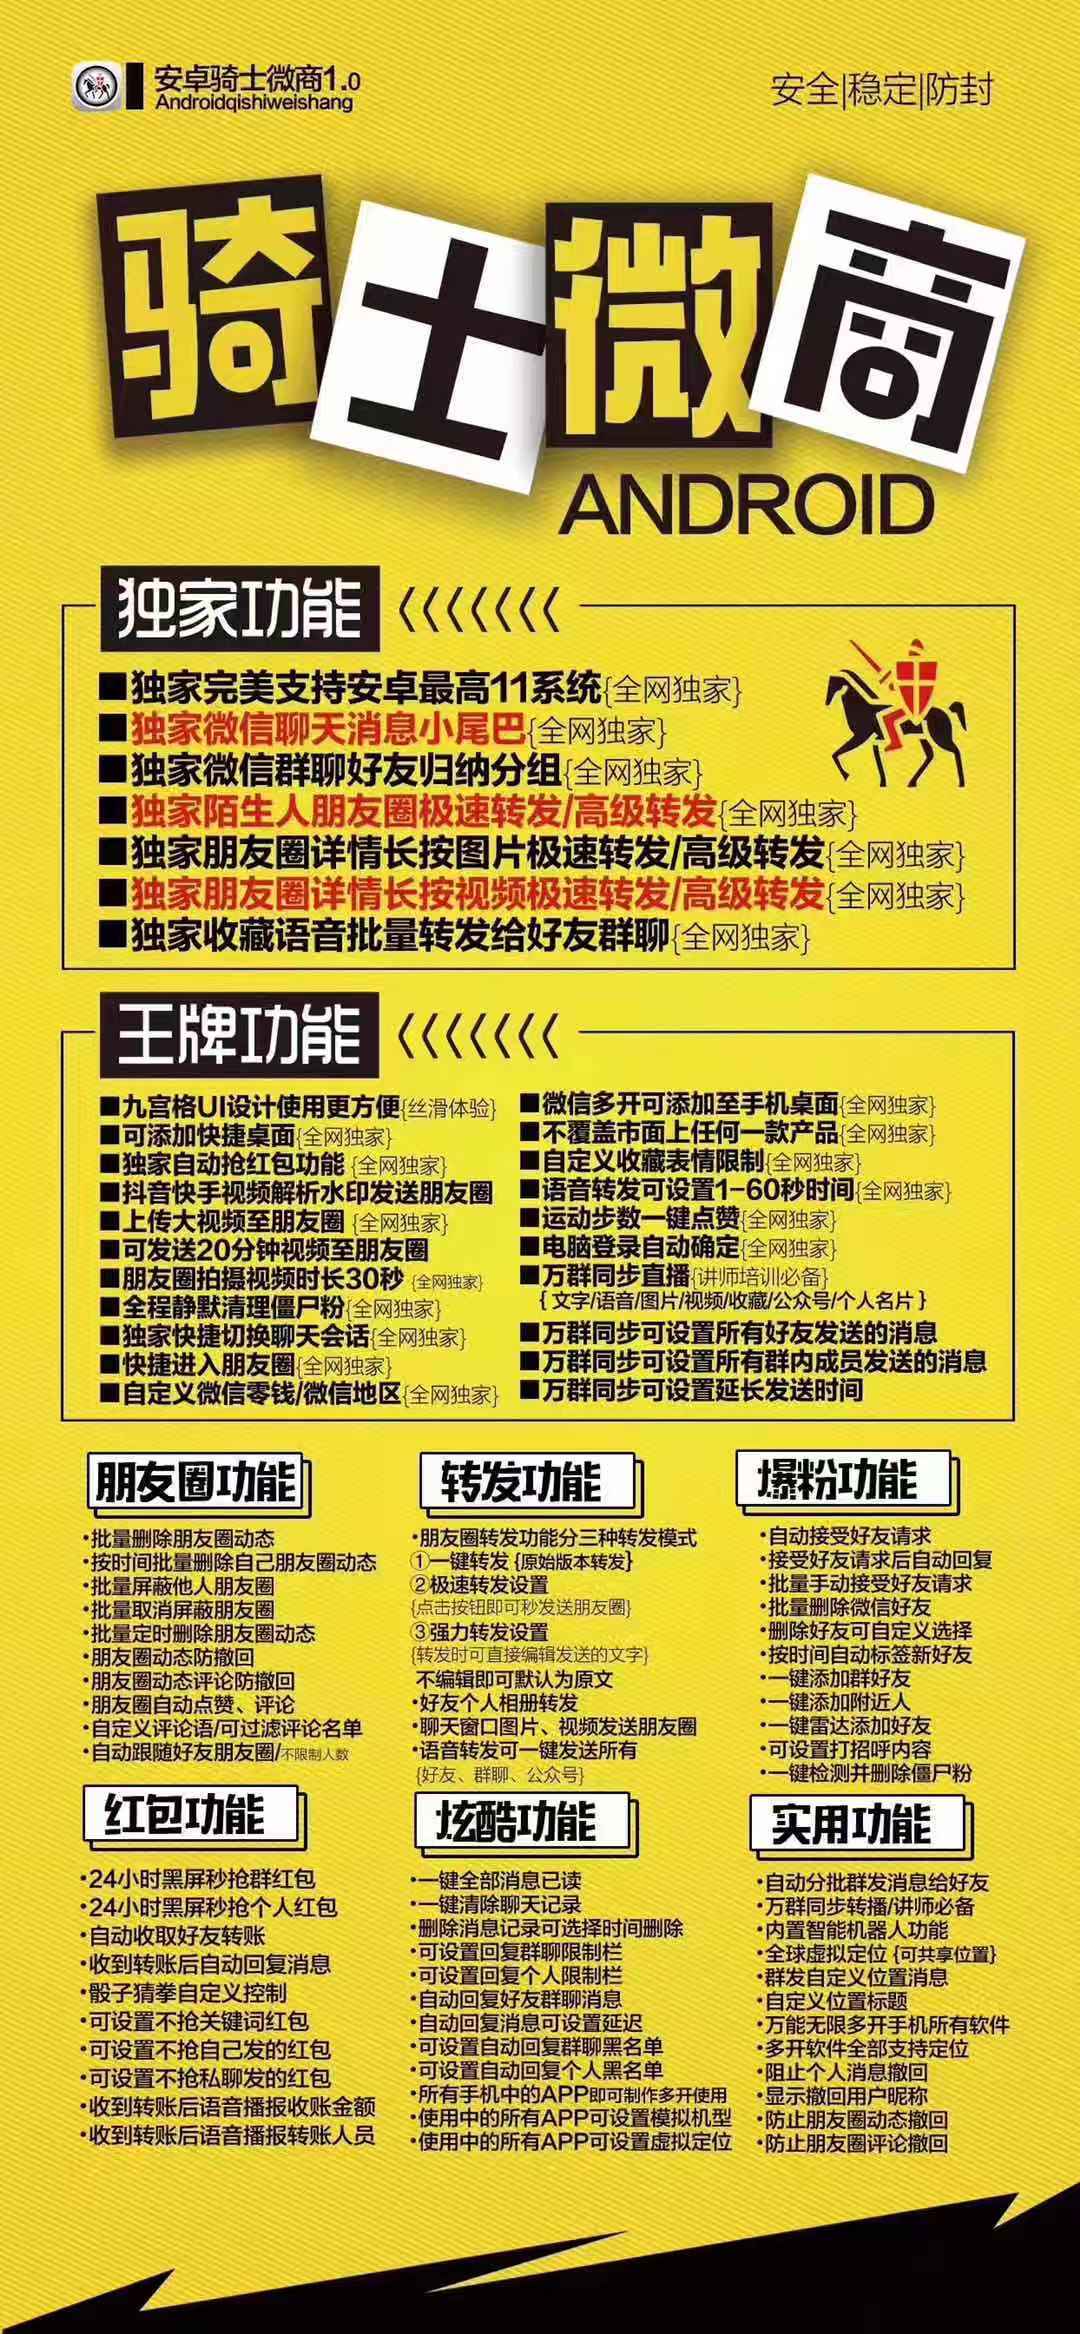 安卓骑士微商1.0
Androidqishiweishang
安全|稳定|防封
骑士微商
ANDROID
独家功能
■独家完美支持安卓最高11系统{全网独家}
■独家微信聊天消息小尾巴{全网独家}
■独家微信群聊好友归纳分组{全网独家}
■独家陌生人朋友圈极速转发/高级转发{全网独家}
■独家朋友圈详情长按图片极速转发/高级转发{全网独家}
■独家朋友圈详情长按视频极速转发/高级转发{全网独家}
■独家收藏语音批量转发给好友群聊{全网独家}
王牌功能
■九宫格UI设计使用更方便{丝滑体验}
■可添加快捷桌面{全网独家}
■独家自动抢红包功能 {全网独家}
■抖音快手视频解析水印发送朋友圈
■上传大视频至朋友圈 {全网独家}
■可发送20分钟视频至朋友圈
■朋友圈拍摄视频时长30秒 {全网独家}
■全程静默清理僵尸粉{全网独家}
■独家快捷切换聊天会话{全网独家}
■快捷进入朋友圈{全网独家}
■自定义微信零钱/微信地区{全网独家}
■微信多开可添加至手机桌面{全网独家}
■不覆盖市面上任何一款产品{全网独家}
■自定义收藏表情限制{全网独家}
■语音转发可设置1-60秒时间{全网独家}
■运动步数一键点赞{全网独家}
■电脑登录自动确定{全网独家}
■万群同步直播{讲师培训必备}
{ 文字/语音/图片/视频/收藏/公众号/个人名片 }
■万群同步可设置所有好友发送的消息
■万群同步可设置所有群内成员发送的消息
■万群同步可设置延长发送时间
朋友圈功能
·批量删除朋友圈动态
·按时间批量删除自己朋友圈动态
·批量屏蔽他人朋友圈
·批量取消屏蔽朋友圈
·批量定时删除朋友圈动态
·朋友圈动态防撤回
·朋友圈动态评论防撤回
·朋友圈自动点赞、评论
·自定义评论语/可过滤评论名单
·自动跟随好友朋友圈/不限制人数
转发功能
·朋友圈转发功能分三种转发模式
①一键转发 {原始版本转发}
②极速转发设置
{点击按钮即可秒发送朋友圈}
③强力转发设置
{转发时可直接编辑发送的文字}
不编辑即可默认为原文
·好友个人相册转发
·聊天窗口图片、视频发送朋友圈
·语音转发可一键发送所有
{好友、群聊、公众号}
爆粉功能
·自动接受好友请求
·接受好友请求后自动回复
·批量手动接受好友请求
·批量删除微信好友
·删除好友可自定义选择
·按时间自动标签新好友
·一键添加群好友
·一键添加附近人
·一键雷达添加好友
·可设置打招呼内容
·一键检测并删除僵尸粉
红包功能
·24小时黑屏秒抢群红包
·24小时黑屏秒抢个人红包
·自动收取好友转账
·收到转账后自动回复消息
·骰子猜拳自定义控制
·可设置不抢关键词红包
·可设置不抢自己发的红包
·可设置不抢私聊发的红包
·收到转账后语音播报收账金额
·收到转账后语音播报转账人员
炫酷功能
·一键全部消息已读
·一键清除聊天记录
·删除消息记录可选择时间删除
·可设置回复群聊限制栏
·可设置回复个人限制栏
·自动回复好友群聊消息
·自动回复消息可设置延迟
·可设置自动回复群聊黑名单
·可设置自动回复个人黑名单
·所有手机中的APP即可制作多开使用
·使用中的所有APP可设置模拟机型
·使用中的所有APP可设置虚拟定位
实用功能
·自动分批群发消息给好友
·万群同步转播/讲师必备
·内置智能机器人功能
·全球虚拟定位 {可共享位置}
·群发自定义位置消息
·自定义位置标题
·万能无限多开手机所有软件
·多开软件全部支持定位
·阻止个人消息撤回
·显示撤回用户昵称
·防止朋友圈动态撤回
·防止朋友圈评论撤回